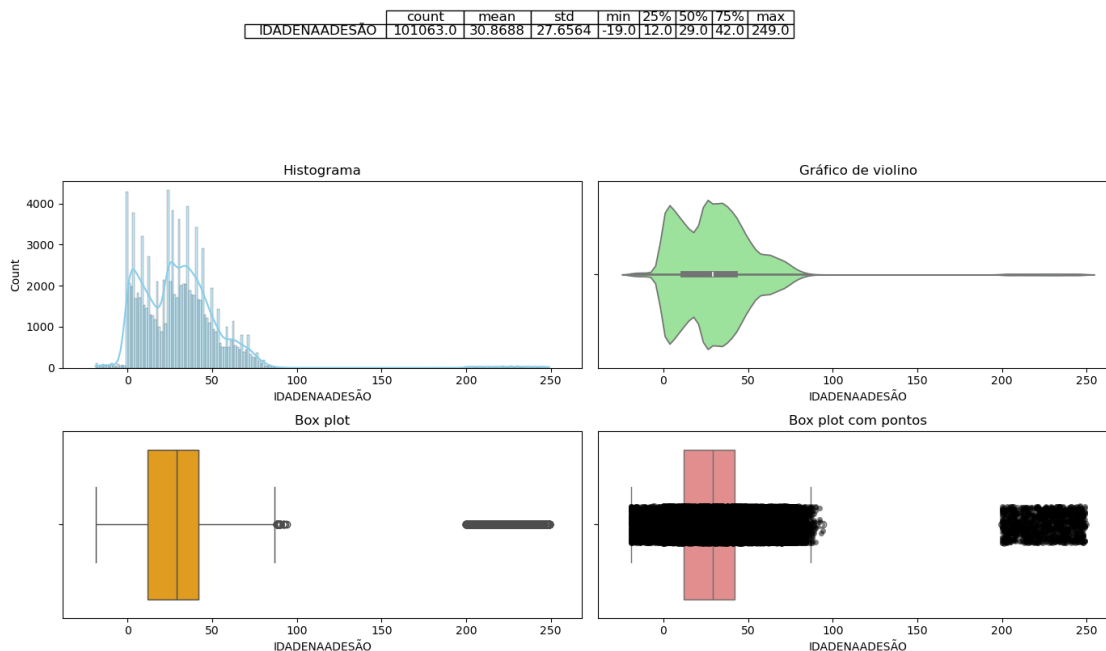 count mean std min 25% 50% 75% max
IDADENAADESÃO 101063.0 30.8688 27.6564 -19.0 12.0 29.0 42.0 249.0
Histograma
Gráfico de violino
4000
3000
2000
1000
0
Count
0 50 100 150 200 250
IDADENAADESÃO
0 50 100 150 200 250
IDADENAADESÃO
Box plot
Box plot com pontos
0 50 100 150 200 250
IDADENAADESÃO
0 50 100 150 200 250
IDADENAADESÃO